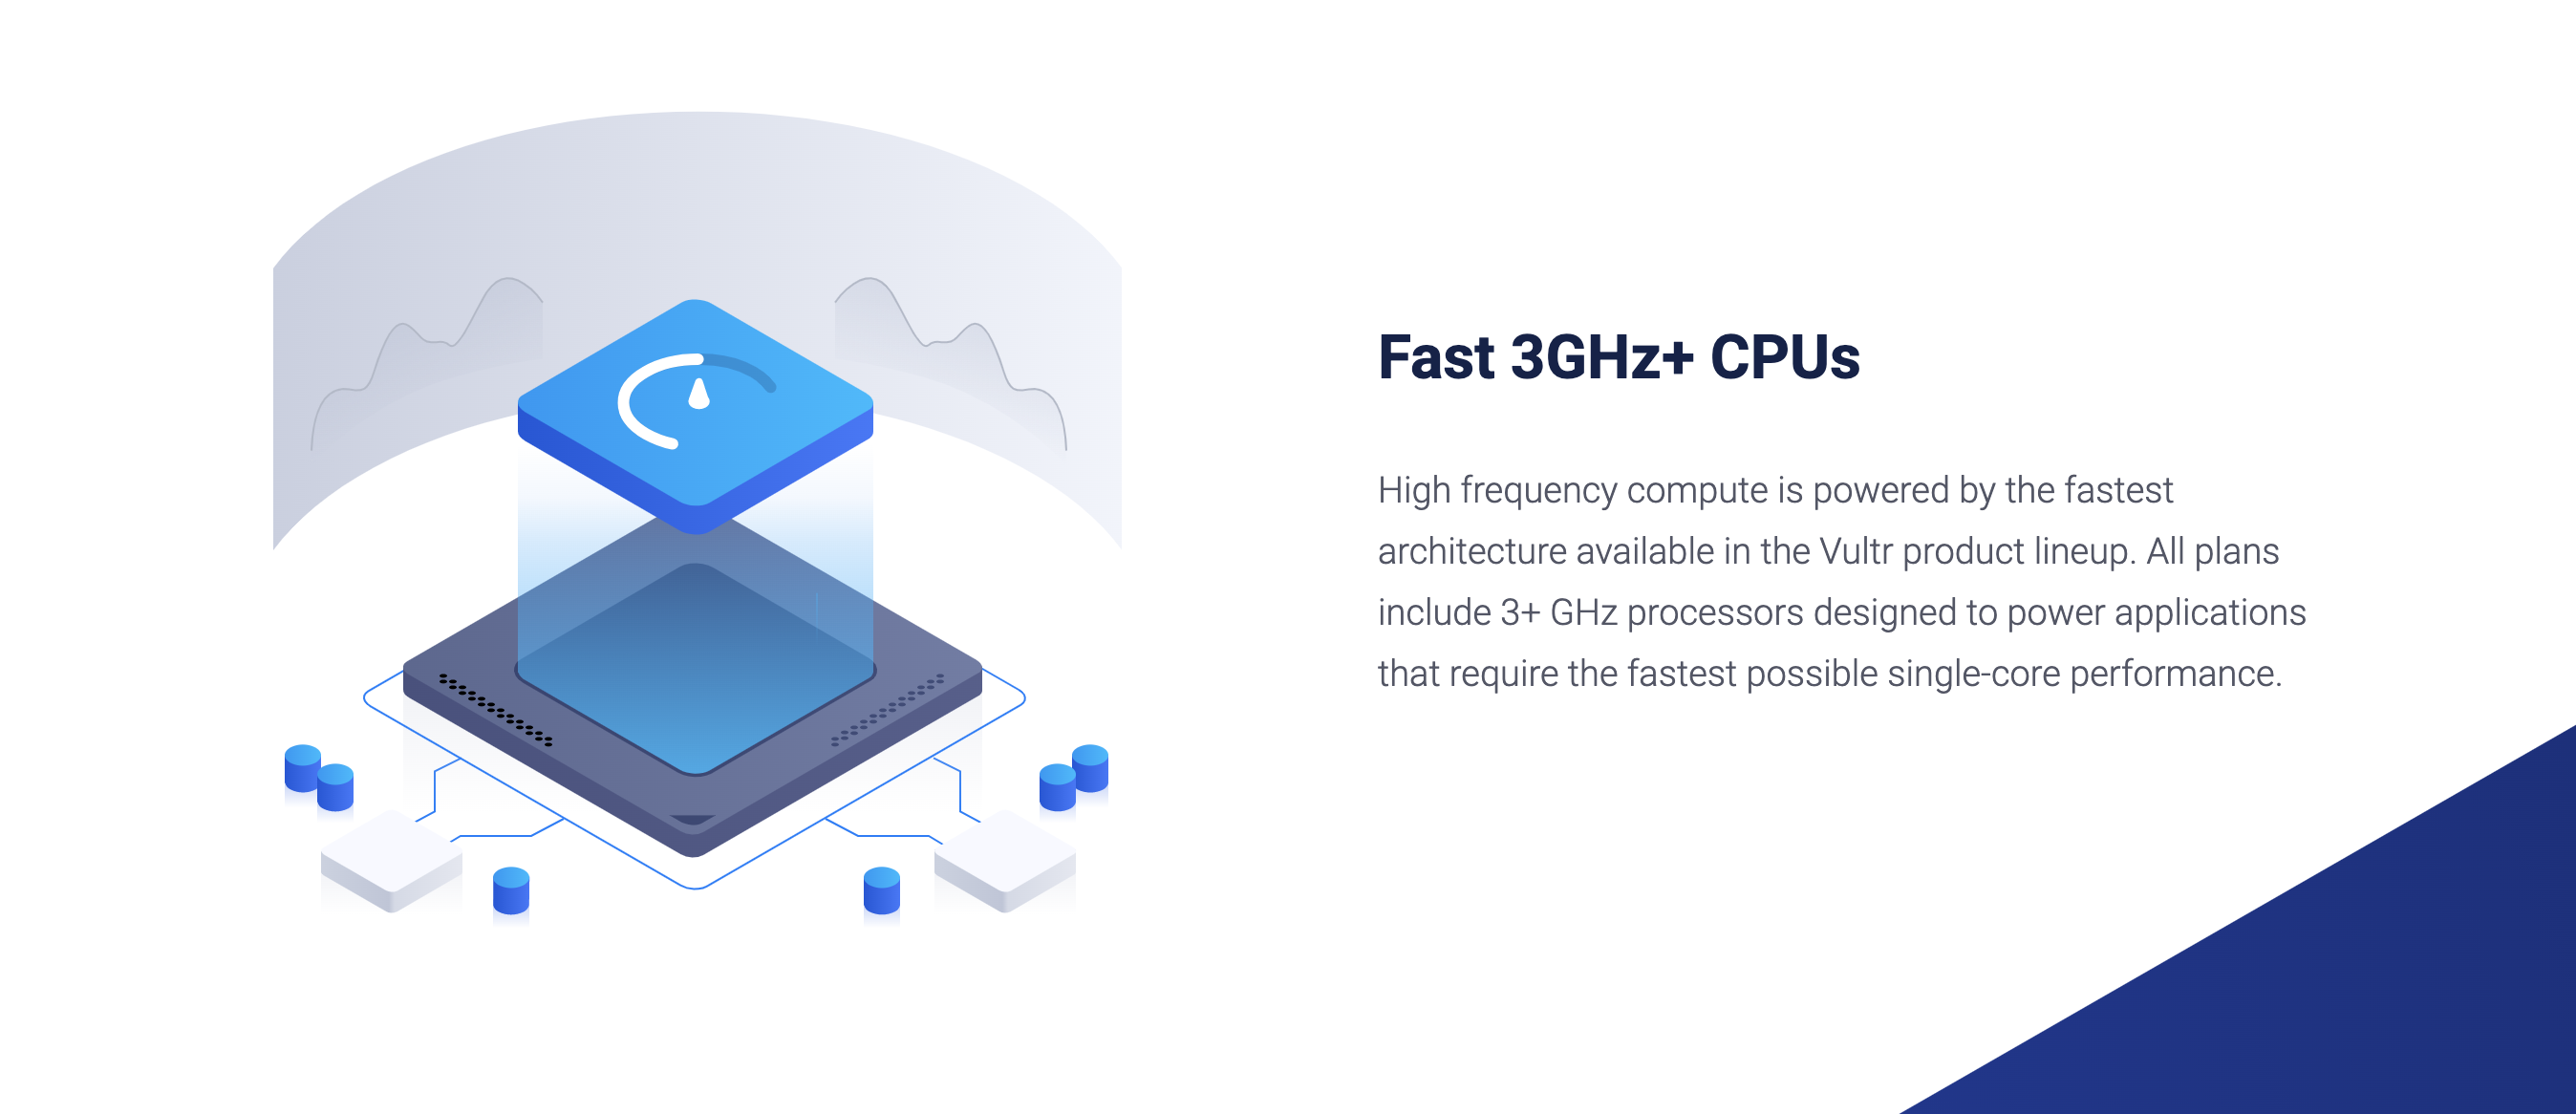 Fast 3GHz+ CPUs
High frequency compute is powered by the fastest
architecture available in the Vultr product lineup. All plans
include 3+ GHz processors designed to power applications
that require the fastest possible single-core performance.